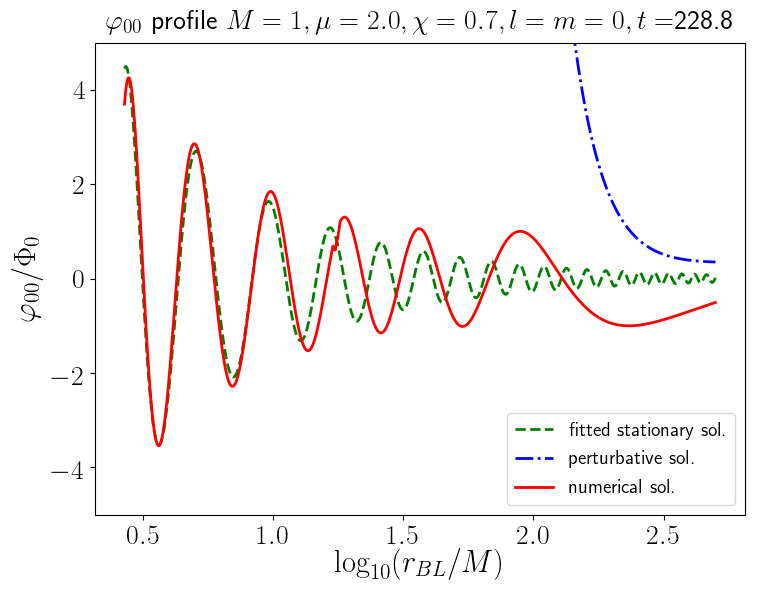 φ₀₀ profile M = 1, μ = 2.0, χ = 0.7, l = m = 0, t =228.8
φ₀₀/Φ₀
4
2
0
−2
−4
fitted stationary sol.
perturbative sol.
numerical sol.
0.5 1.0 1.5 2.0 2.5
log₁₀(r_BL/M)